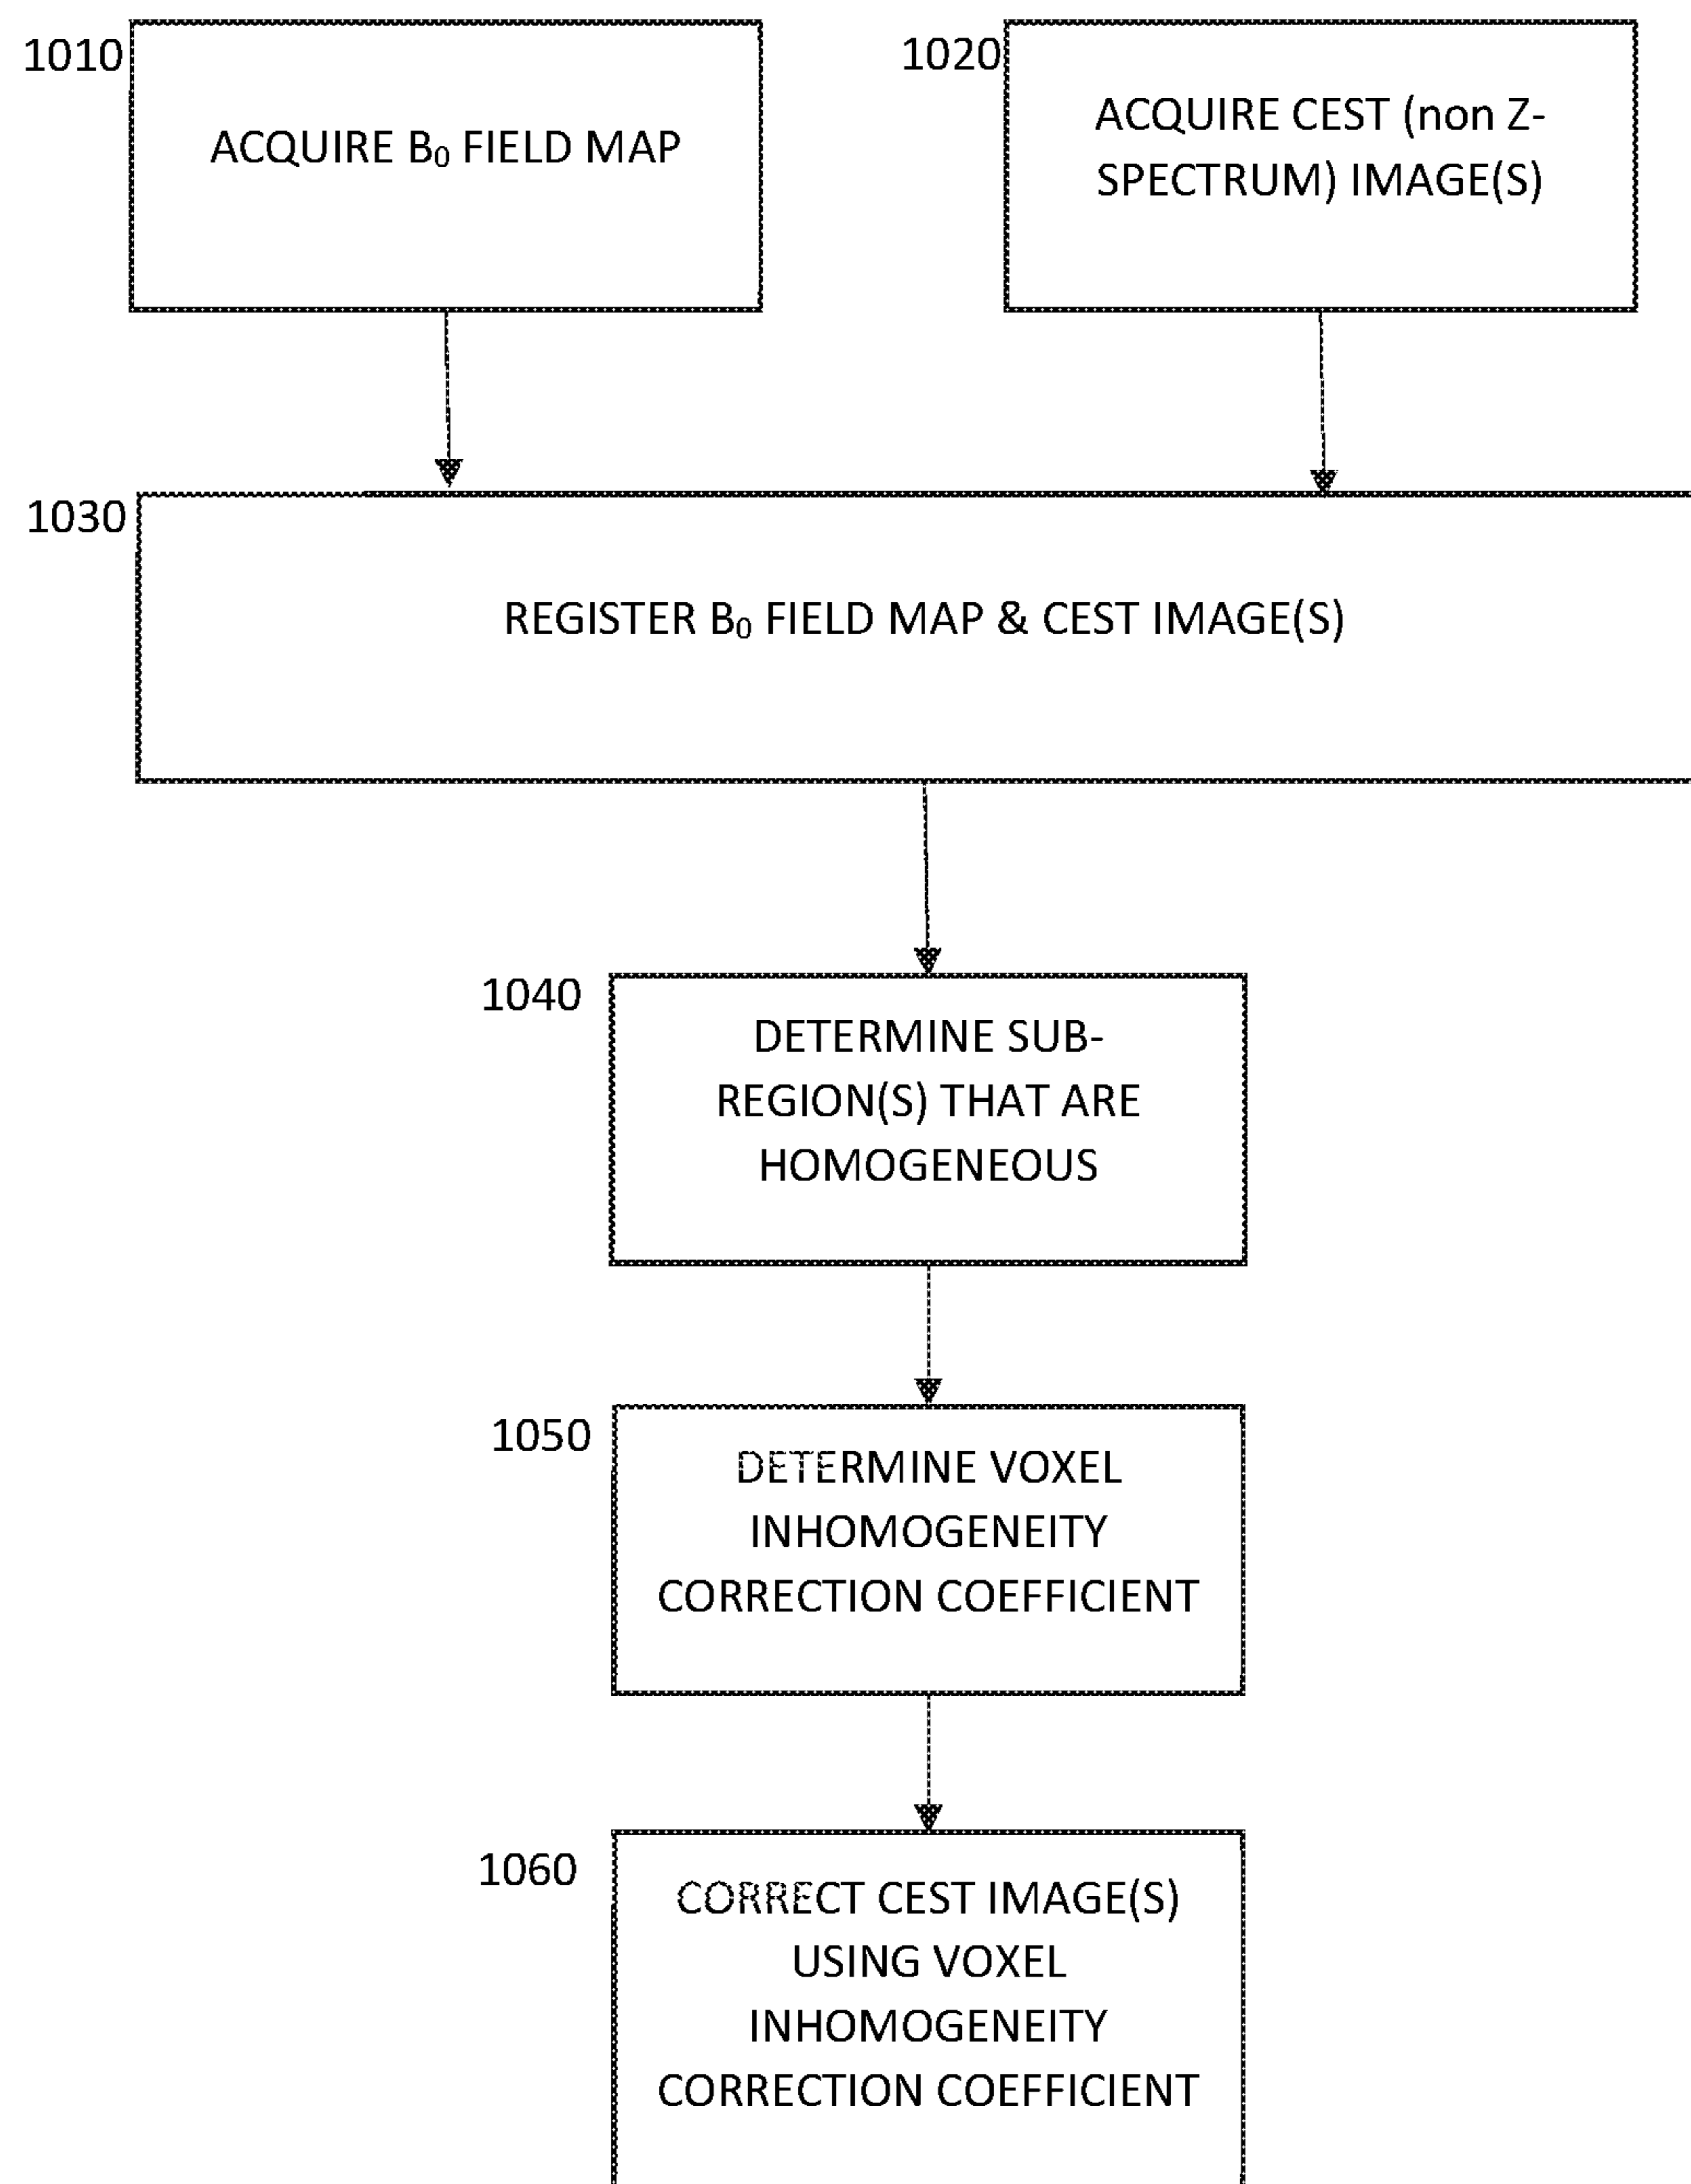 1010
ACQUIRE B₀ FIELD MAP
1020
ACQUIRE CEST (non Z-
SPECTRUM) IMAGE(S)
1030
REGISTER B₀ FIELD MAP & CEST IMAGE(S)
1040
DETERMINE SUB-
REGION(S) THAT ARE
HOMOGENEOUS
1050
DETERMINE VOXEL
INHOMOGENEITY
CORRECTION COEFFICIENT
1060
CORRECT CEST IMAGE(S)
USING VOXEL
INHOMOGENEITY
CORRECTION COEFFICIENT